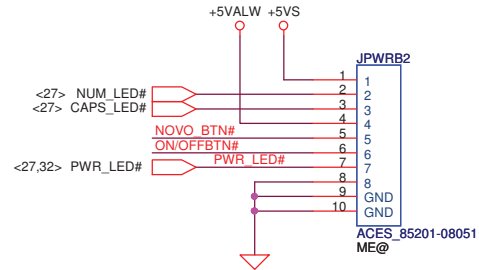 +5VALW +5VS
JPWRB2
1 1
<27> NUM_LED# 2 2
<27> CAPS_LED# 3 3
4 4
NOVO_BTN# 5 5
ON/OFFBTN# 6 6
<27,32> PWR_LED# PWR_LED# 7 7
8 8
9 GND
10 GND
ACES_85201-08051
ME@